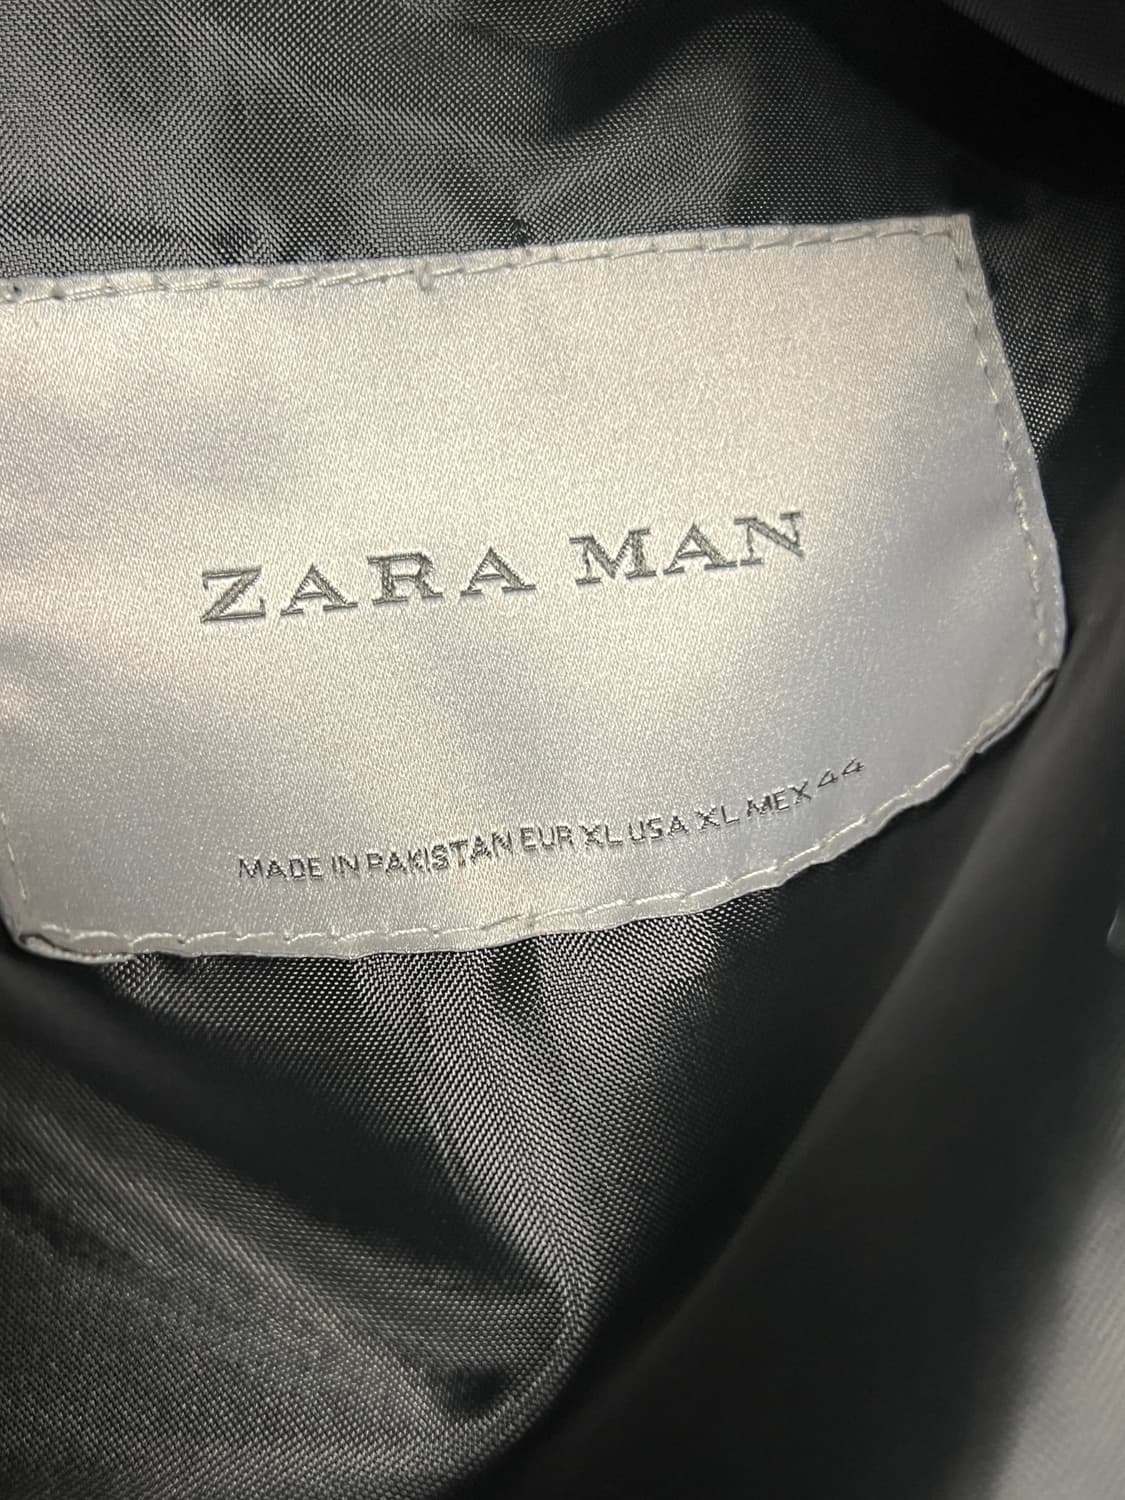 ZARA MAN
MADE IN PAKISTAN EUR XL USA XL MEX 44